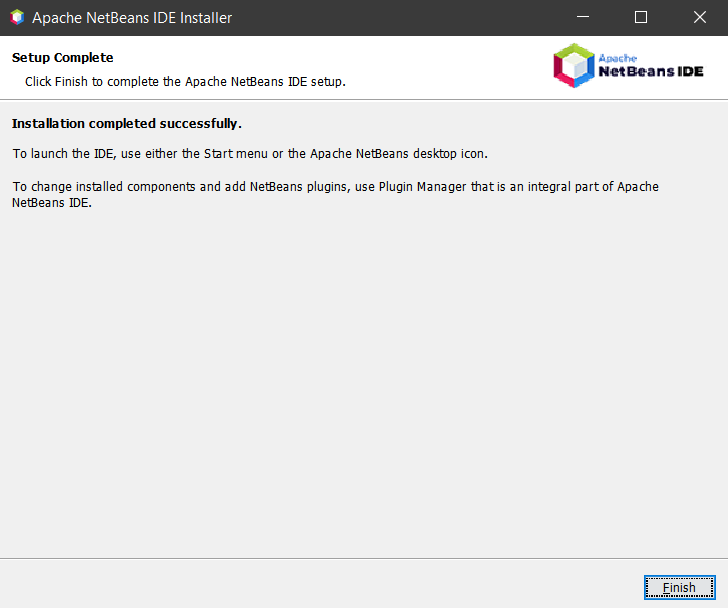 Apache NetBeans IDE Installer
Setup Complete
Click Finish to complete the Apache NetBeans IDE setup.
Apache
NetBeans IDE
Installation completed successfully.
To launch the IDE, use either the Start menu or the Apache NetBeans desktop icon.
To change installed components and add NetBeans plugins, use Plugin Manager that is an integral part of Apache
NetBeans IDE.
Finish